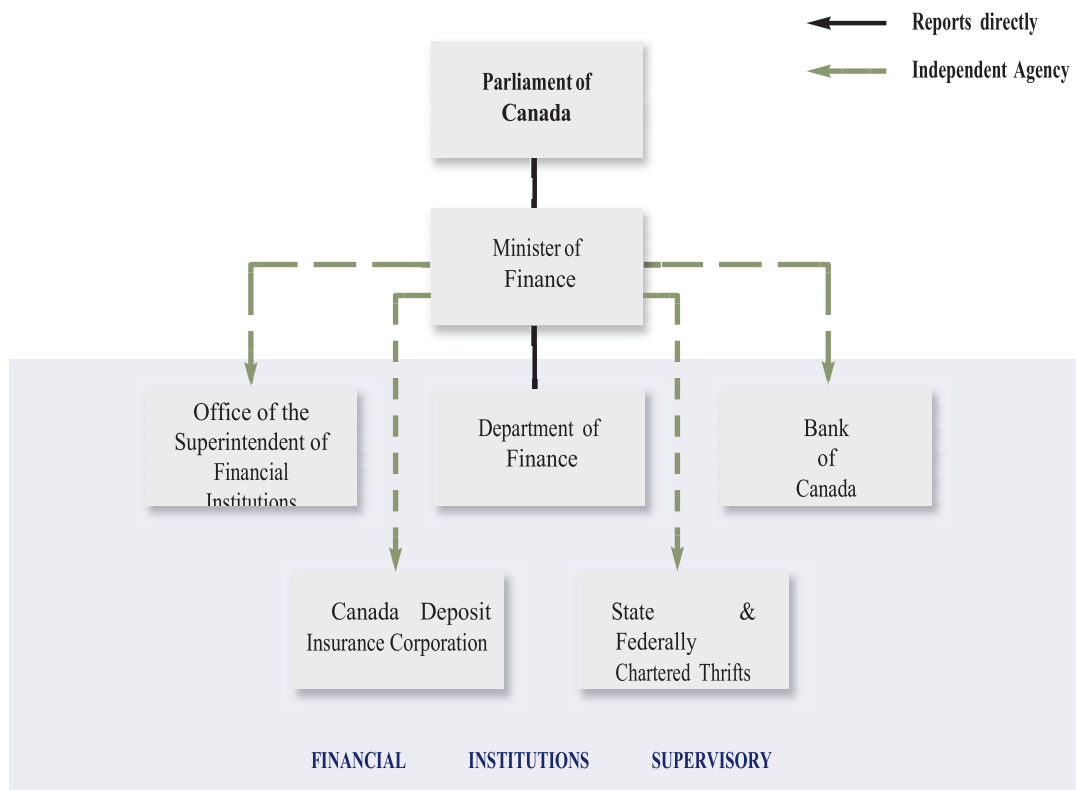 Reports directly
Independent Agency
Parliament of
Canada
Minister of
Finance
Office of the
Superintendent of
Financial
Institutions
Department of
Finance
Bank
of
Canada
Canada Deposit
Insurance Corporation
State &
Federally
Chartered Thrifts
FINANCIAL INSTITUTIONS SUPERVISORY